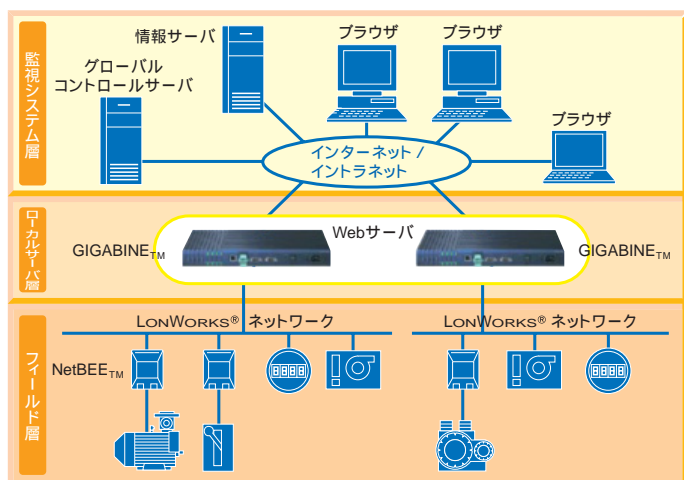 監視システム層
情報サーバ
ブラウザ
ブラウザ
グローバル
コントロールサーバ
ブラウザ
インターネット /
イントラネット
ローカルサーバ層
Webサーバ
GIGABINE™
GIGABINE™
フィールド層
LONWORKS® ネットワーク
LONWORKS® ネットワーク
NetBEE™
8888
8888